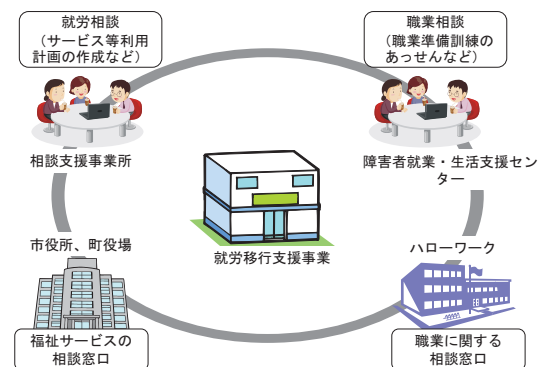 就労相談
（サービス等利用
計画の作成など）
相談支援事業所
職業相談
（職業準備訓練の
あっせんなど）
障害者就業・生活支援セン
ター
就労移行支援事業
市役所、町役場
福祉サービスの
相談窓口
ハローワーク
職業に関する
相談窓口